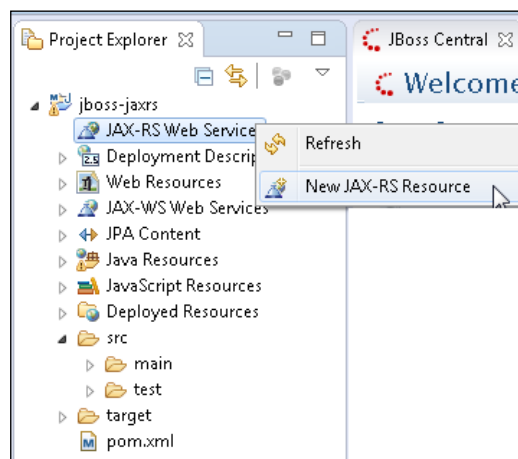 Project Explorer
JBoss Central
Welcome
jboss-jaxrs
JAX-RS Web Service
Refresh
2.5 Deployment Descrip
New JAX-RS Resource
Web Resources
JAX-WS Web Services
JPA Content
Java Resources
JavaScript Resources
Deployed Resources
src
main
test
target
M pom.xml